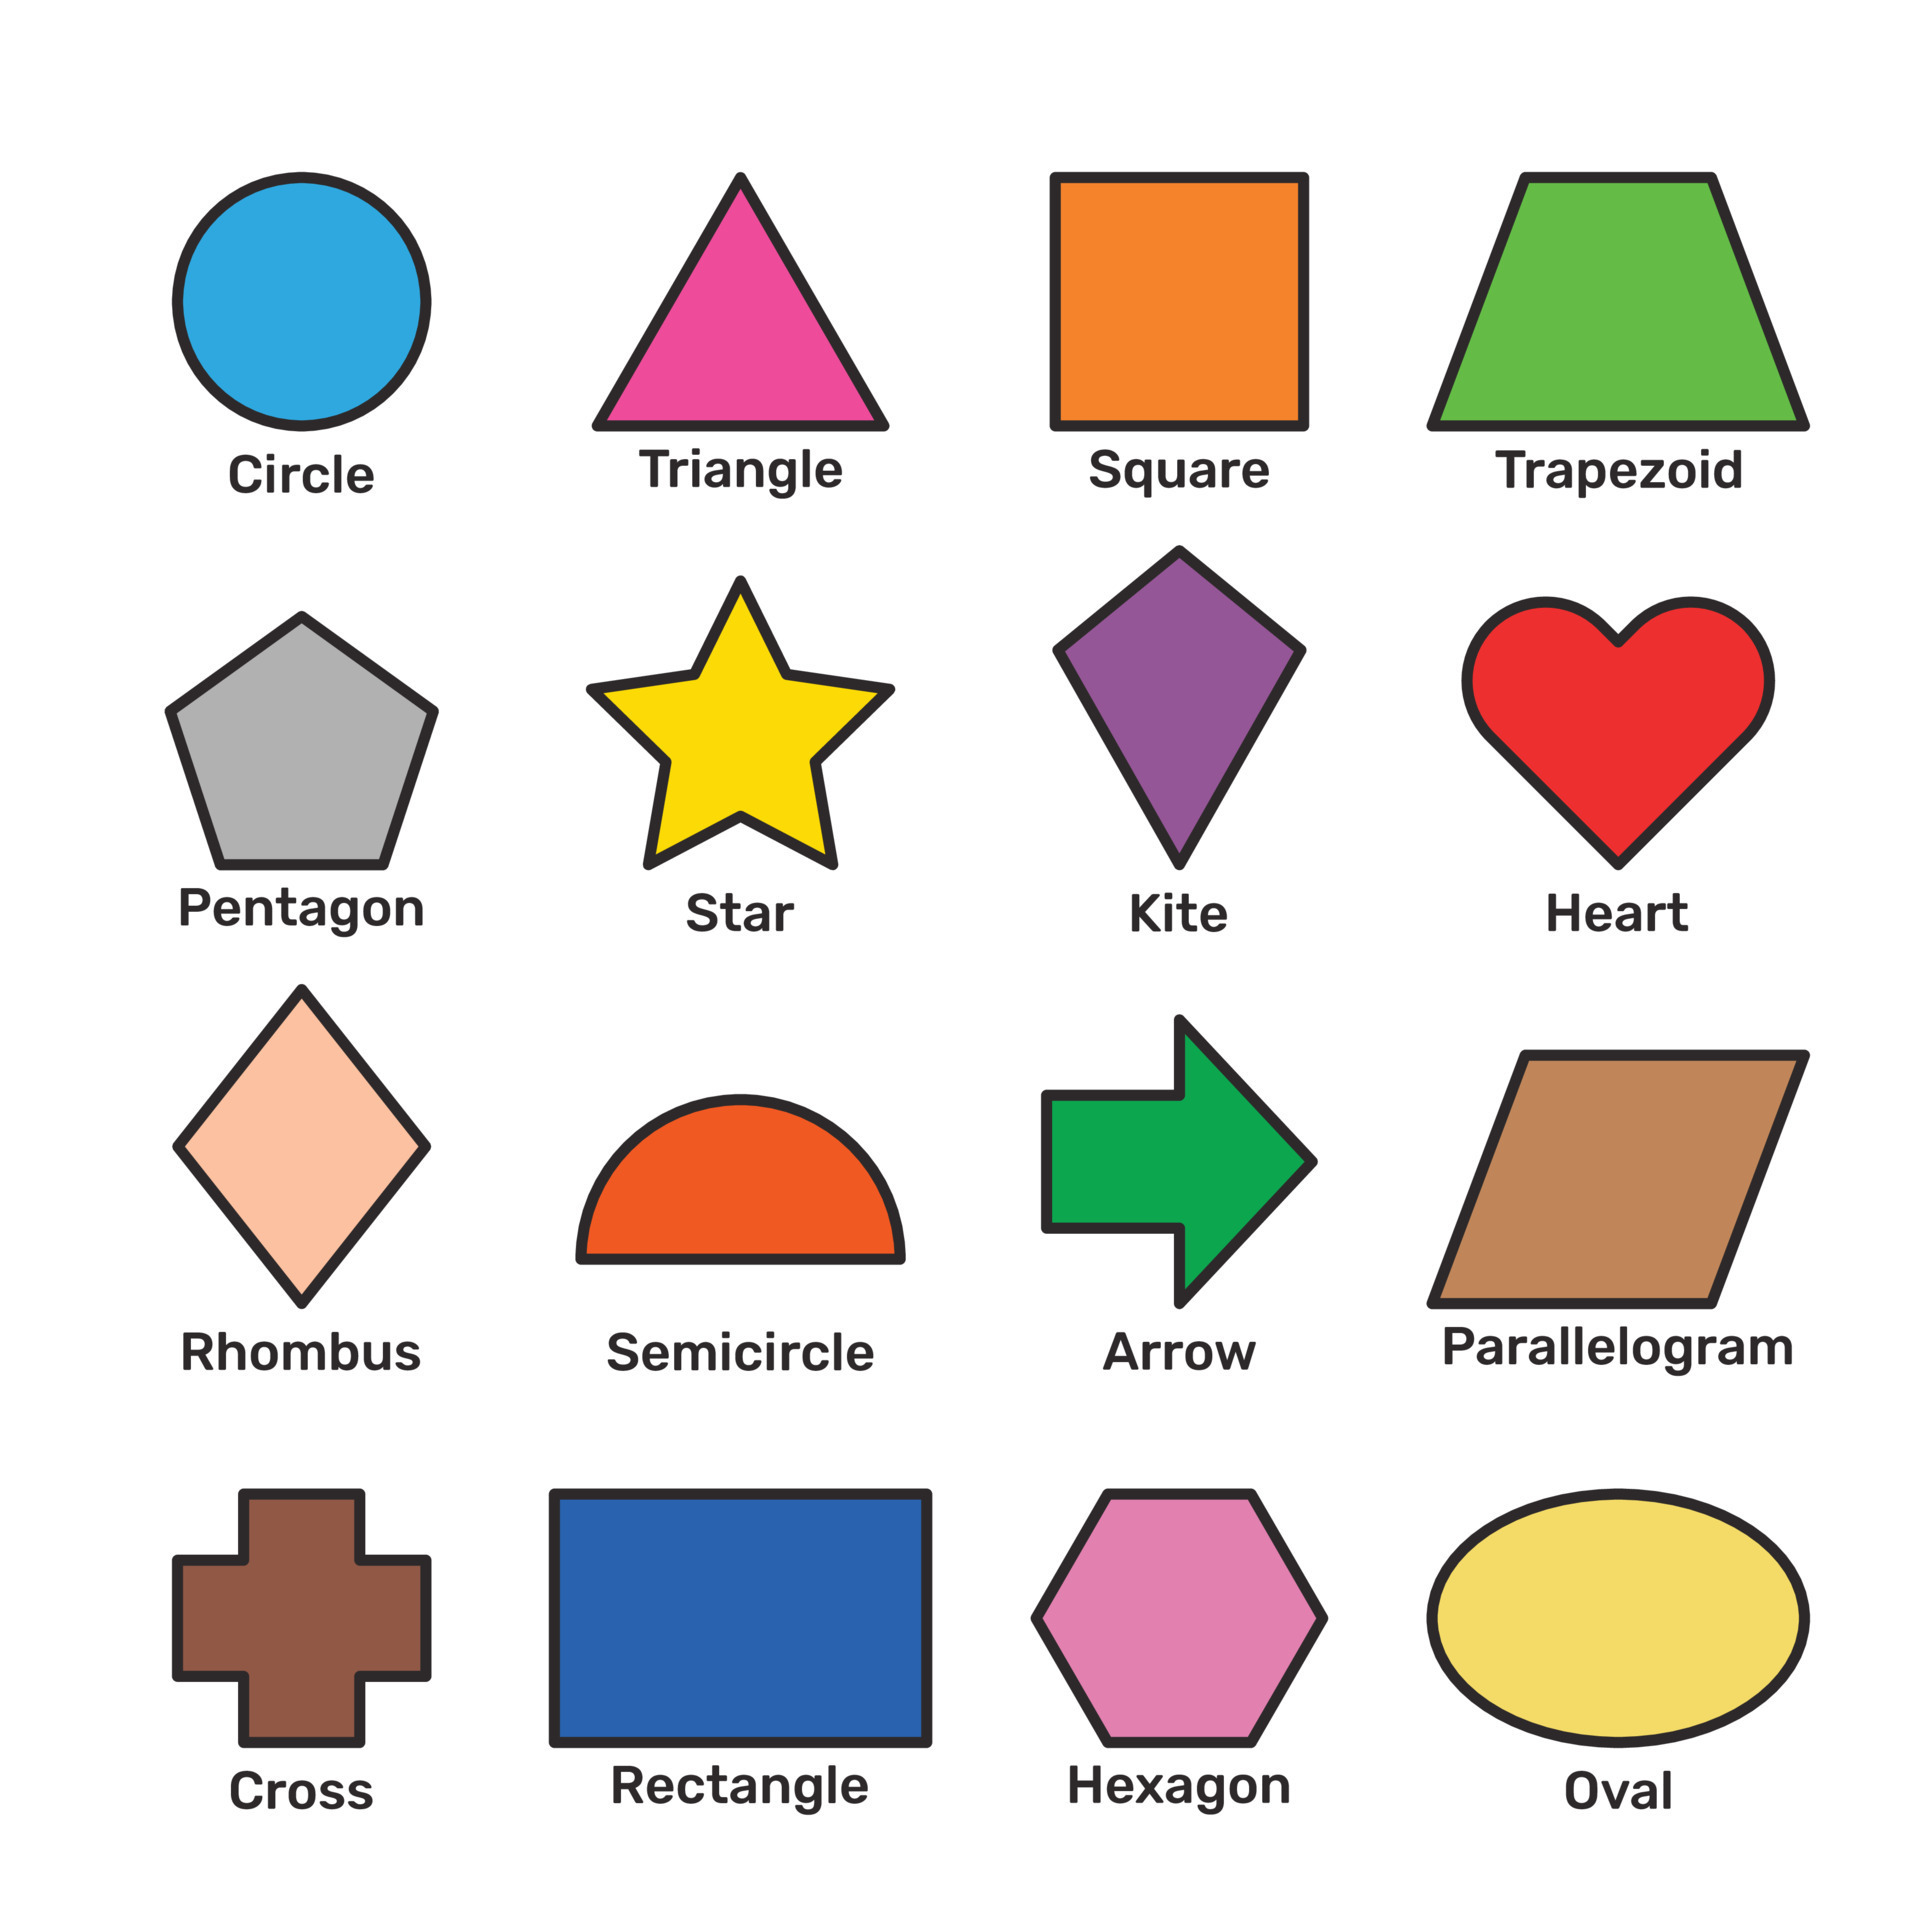 Circle
Triangle
Square
Trapezoid
Pentagon
Star
Kite
Heart
Rhombus
Semicircle
Arrow
Parallelogram
Cross
Rectangle
Hexagon
Oval